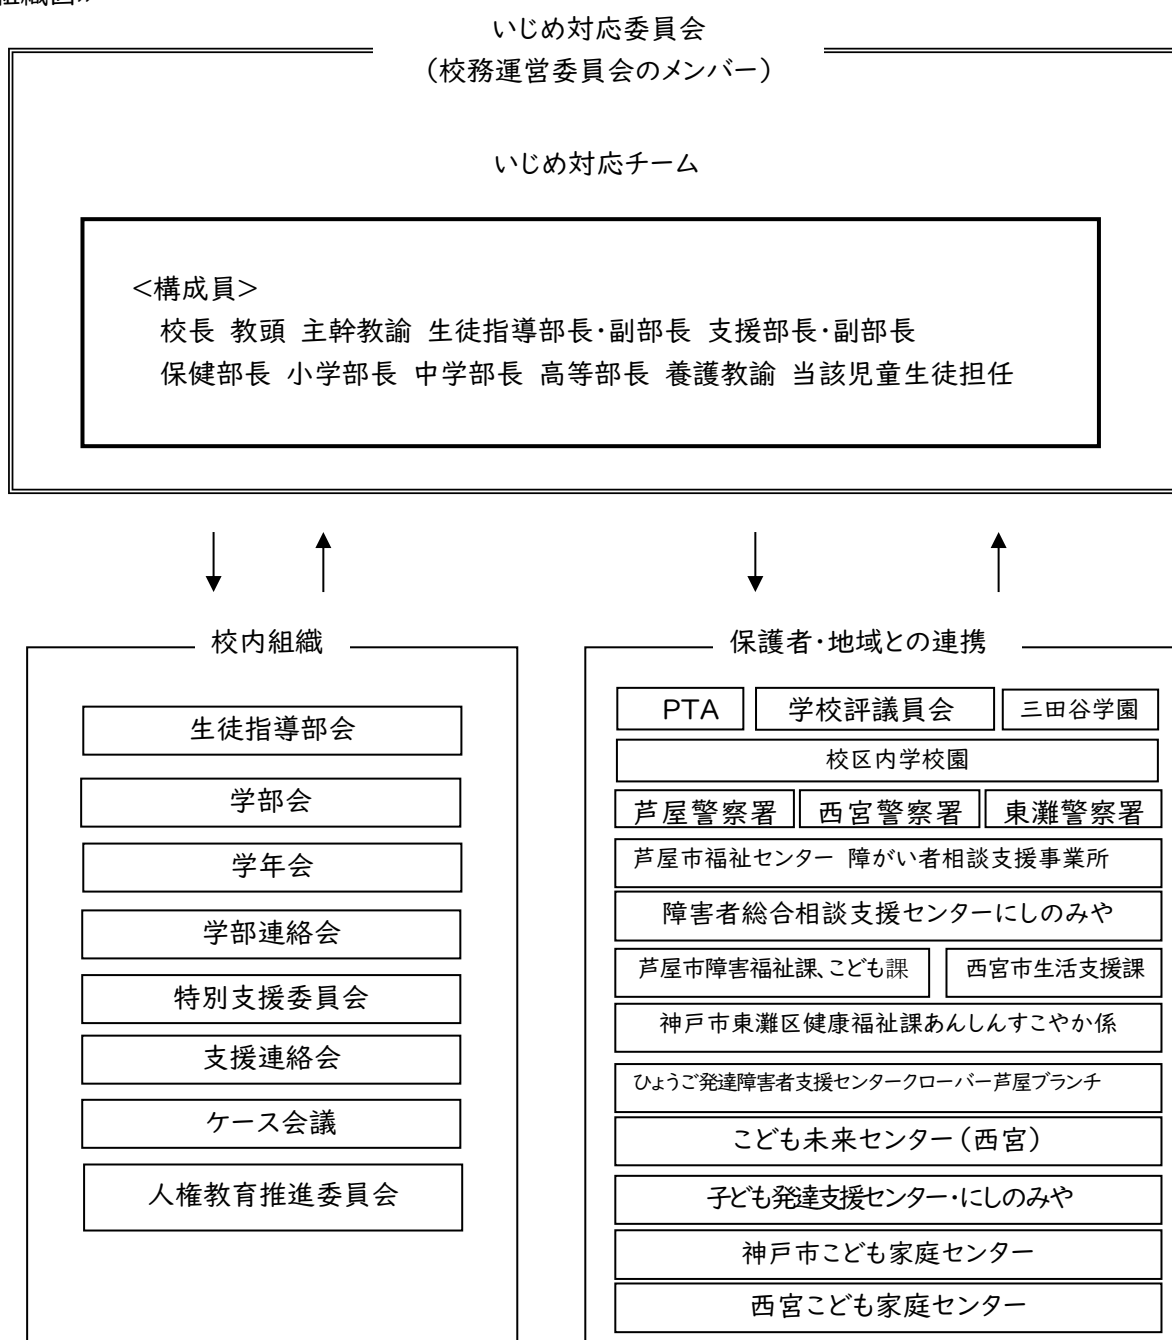 いじめ対応委員会
（校務運営委員会のメンバー）
いじめ対応チーム
＜構成員＞
校長 教頭 主幹教諭 生徒指導部長・副部長 支援部長・副部長
保健部長 小学部長 中学部長 高等部長 養護教諭 当該児童生徒担任
校内組織
生徒指導部会
学部会
学年会
学部連絡会
特別支援委員会
支援連絡会
ケース会議
人権教育推進委員会
保護者・地域との連携
PTA 学校評議員会 三田谷学園
校区内学校園
芦屋警察署 西宮警察署 東灘警察署
芦屋市福祉センター 障がい者相談支援事業所
障害者総合相談支援センターにしのみや
芦屋市障害福祉課、こども課 西宮市生活支援課
神戸市東灘区健康福祉課あんしんすこやか係
ひょうご発達障害者支援センタークローバー芦屋ブランチ
こども未来センター（西宮）
子ども発達支援センター・にしのみや
神戸市こども家庭センター
西宮こども家庭センター